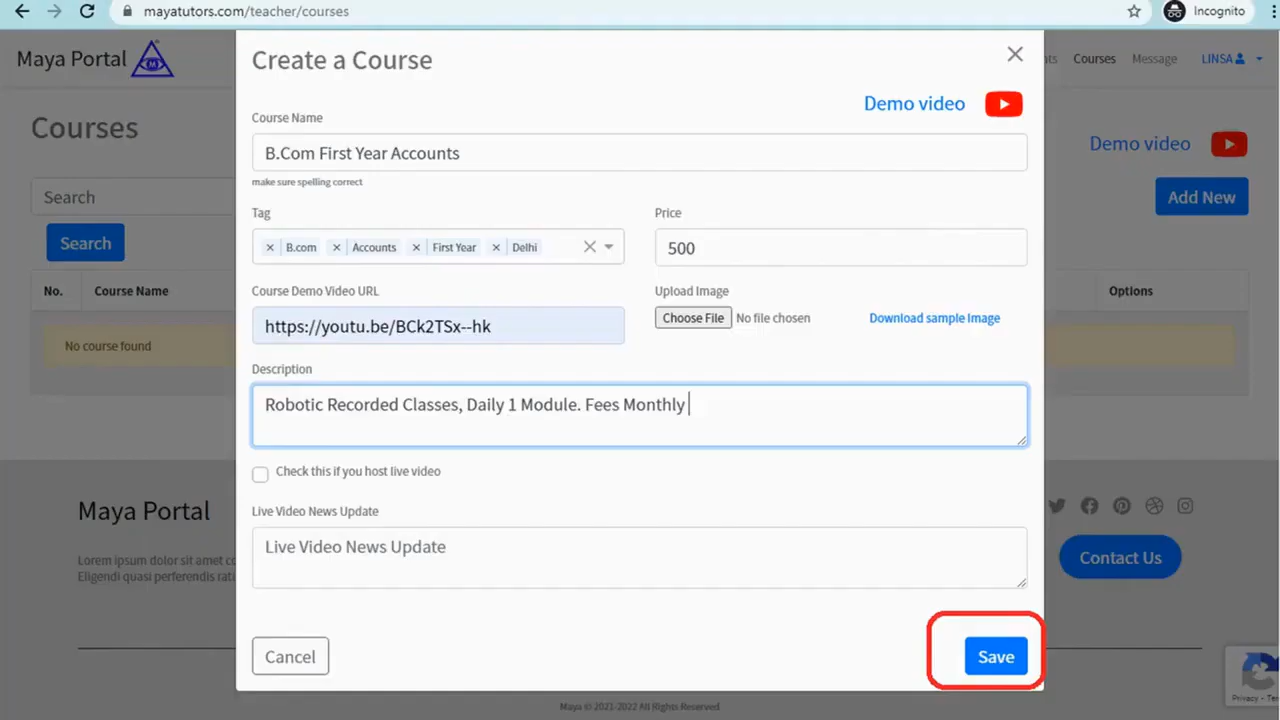 mayatutors.com/teacher/courses
Incognito
Maya Portal
M
Create a Course
nts Courses Message LINSA
Courses
Demo video
Demo video
Course Name
B.Com First Year Accounts
make sure spelling correct
Search
Add New
Tag
Price
× B.com × Accounts × First Year × Delhi
500
Search
Course Demo Video URL
Upload Image
No. Course Name
Options
https://youtu.be/BCk2TSx--hk
Choose File No file chosen
Download sample Image
No course found
Description
Robotic Recorded Classes, Daily 1 Module. Fees Monthly
Check this if you host live video
Maya Portal
Live Video News Update
Live Video News Update
Lorem ipsum dolor sit amet co
Eligendi quasi perferendis rat
Contact Us
Cancel
Save
Privacy - Ter
Maya © 2021-2022 All Rights Reserved